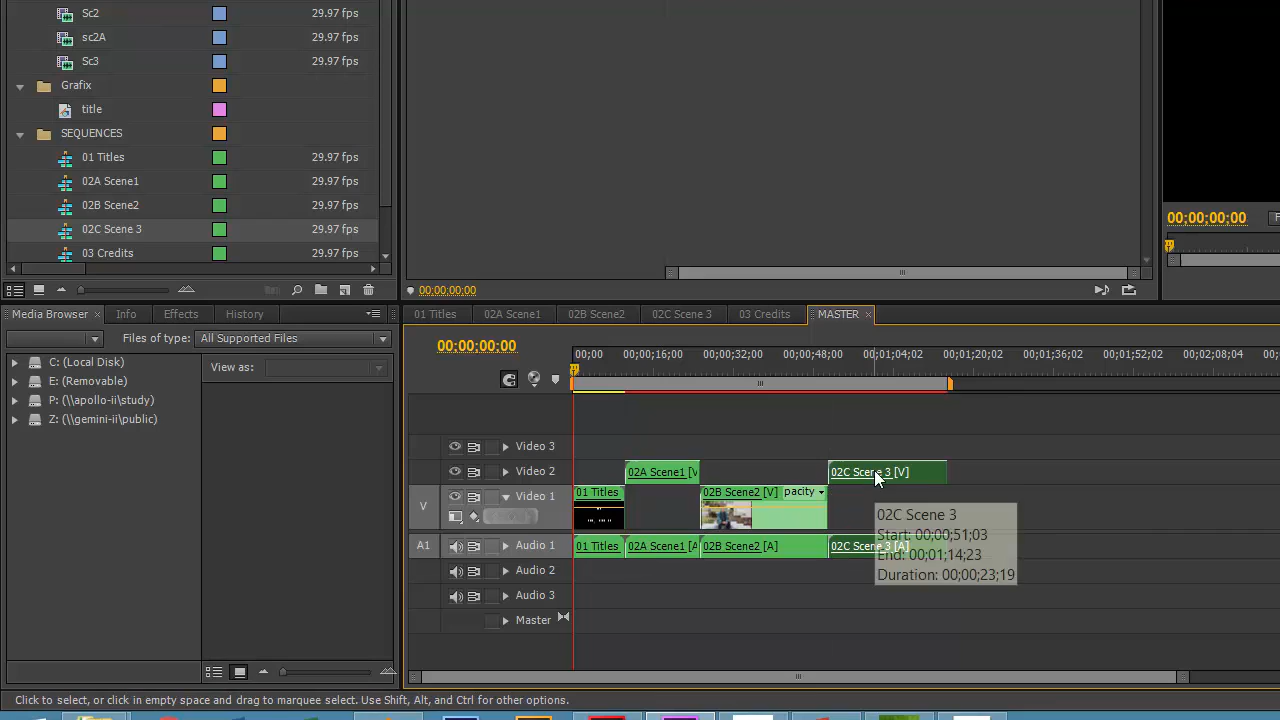 Sc2 29.97 fps
sc2A 29.97 fps
Sc3 29.97 fps
Grafix
title
SEQUENCES
01 Titles 29.97 fps
02A Scene1 29.97 fps
02B Scene2 29.97 fps
02C Scene 3 29.97 fps
03 Credits 29.97 fps
00;00;00;00
00;00;00;00
Media Browser Info Effects History
Files of type: All Supported Files
View as:
C: (Local Disk)
E: (Removable)
P: (\\apollo-ii\study)
Z: (\\gemini-ii\public)
01 Titles 02A Scene1 02B Scene2 02C Scene 3 03 Credits MASTER
00;00;00;00
00;00 00;00;16;00 00;00;32;00 00;00;48;00 00;01;04;02 00;01;20;02 00;01;36;02 00;01;52;02 00;02;08;04 00;
Video 3
Video 2 02A Scene1 [V 02C Scene 3 [V]
V Video 1 01 Titles 02B Scene2 [V] pacity
A1 Audio 1 01 Titles 02A Scene1 [A 02B Scene2 [A] 02C Scene 3 [A]
Audio 2
Audio 3
Master
02C Scene 3
Start: 00;00;51;03
End: 00;01;14;23
Duration: 00;00;23;19
Click to select, or click in empty space and drag to marquee select. Use Shift, Alt, and Ctrl for other options.